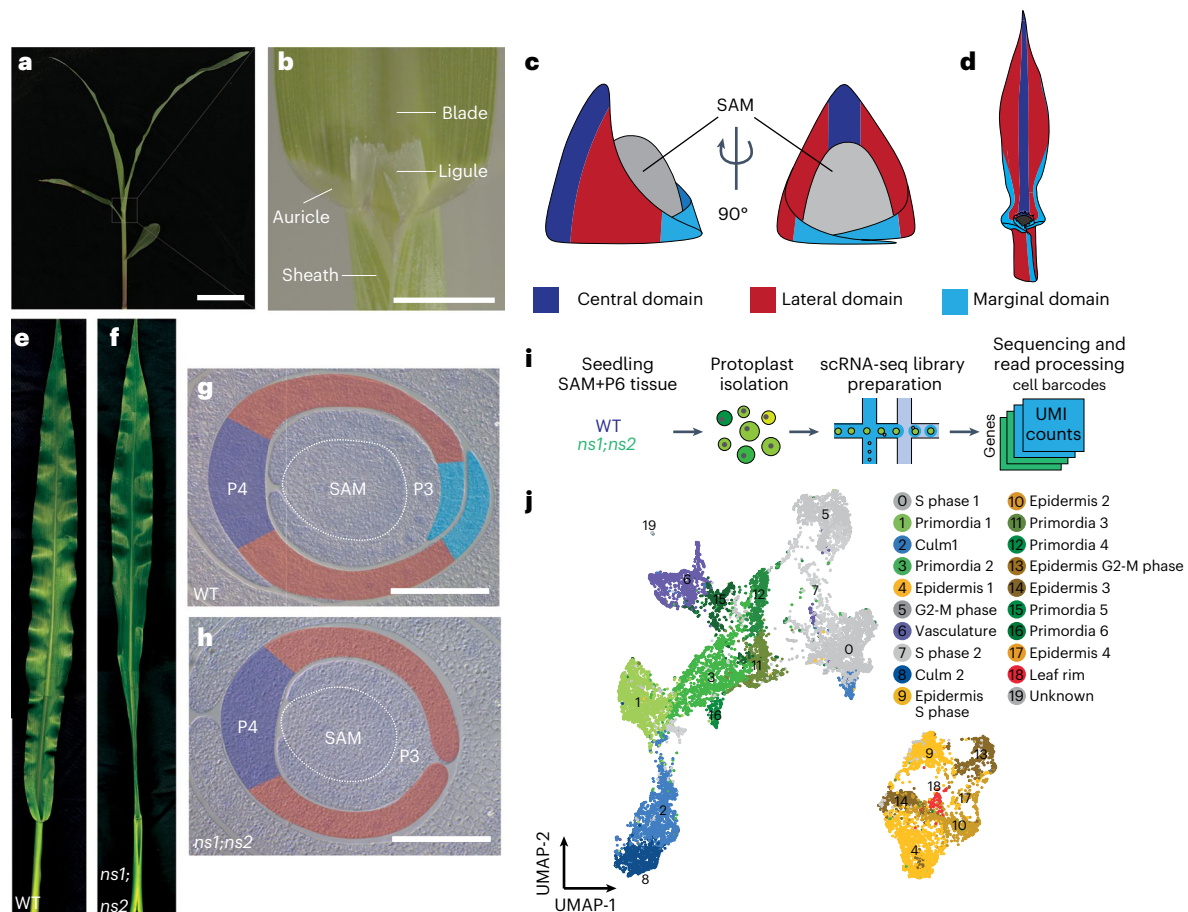 a
b
Blade
Ligule
Auricle
Sheath
c
SAM
90°
d
Central domain
Lateral domain
Marginal domain
e
WT
f
ns1;
ns2
g
P4
SAM
P3
WT
h
P4
SAM
P3
ns1;ns2
i
Seedling
SAM+P6 tissue
WT
ns1;ns2
Protoplast
isolation
scRNA-seq library
preparation
Sequencing and
read processing
cell barcodes
Genes
UMI
counts
j
19
5
6
15
12
7
0
3
11
1
16
2
8
9
13
18
14
17
10
4
UMAP-2
UMAP-1
0 S phase 1
1 Primordia 1
2 Culm1
3 Primordia 2
4 Epidermis 1
5 G2-M phase
6 Vasculature
7 S phase 2
8 Culm 2
9 Epidermis
S phase
10 Epidermis 2
11 Primordia 3
12 Primordia 4
13 Epidermis G2-M phase
14 Epidermis 3
15 Primordia 5
16 Primordia 6
17 Epidermis 4
18 Leaf rim
19 Unknown